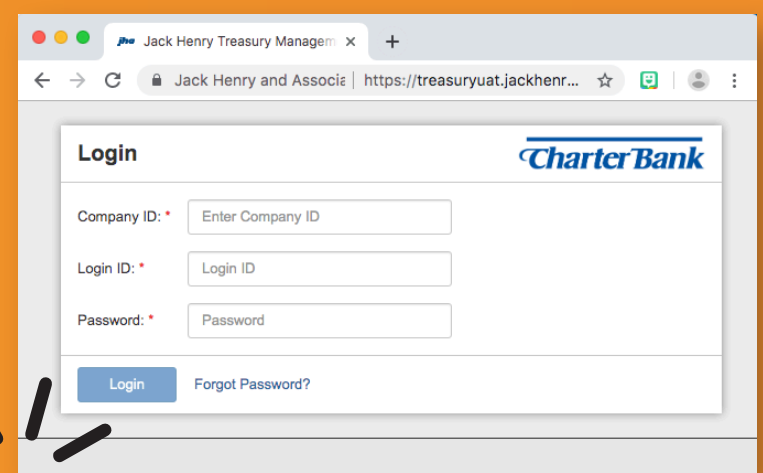 jha Jack Henry Treasury Managem
Jack Henry and Associa | https://treasuryuat.jackhenr...
Login CharterBank
Company ID: * Enter Company ID
Login ID: * Login ID
Password: * Password
Login Forgot Password?